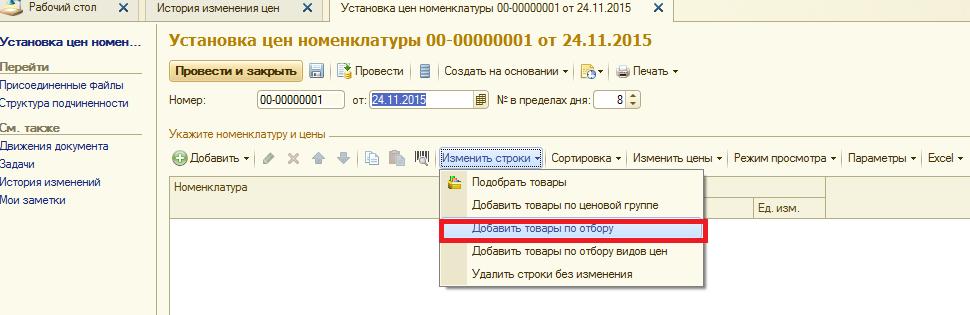 Рабочий стол История изменения цен Установка цен номенклатуры 00-00000001 от 24.11.2015
Установка цен номен...
Перейти
Присоединенные файлы
Структура подчиненности
См. также
Движения документа
Задачи
История изменений
Мои заметки
Установка цен номенклатуры 00-00000001 от 24.11.2015
Провести и закрыть Провести Создать на основании Печать
Номер: 00-00000001 от: 24.11.2015 № в пределах дня: 8
Укажите номенклатуру и цены
Добавить Изменить строки Сортировка Изменить цены Режим просмотра Параметры Excel
Номенклатура
Ед. изм.
Подобрать товары
Добавить товары по ценовой группе
Добавить товары по отбору
Добавить товары по отбору видов цен
Удалить строки без изменения